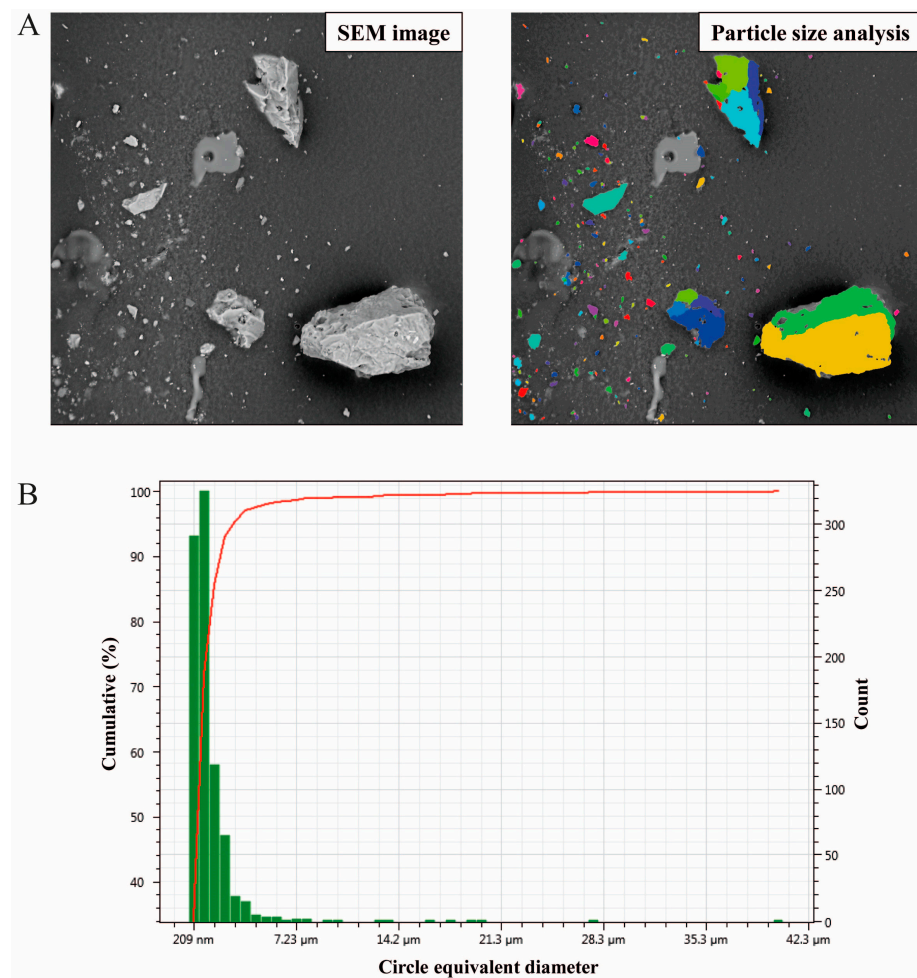 A
SEM image
Particle size analysis
B
100
90
80
70
60
50
40
Cumulative (%)
300
250
200
150
100
50
0
Count
209 nm
7.23 µm
14.2 µm
21.3 µm
28.3 µm
35.3 µm
42.3 µm
Circle equivalent diameter